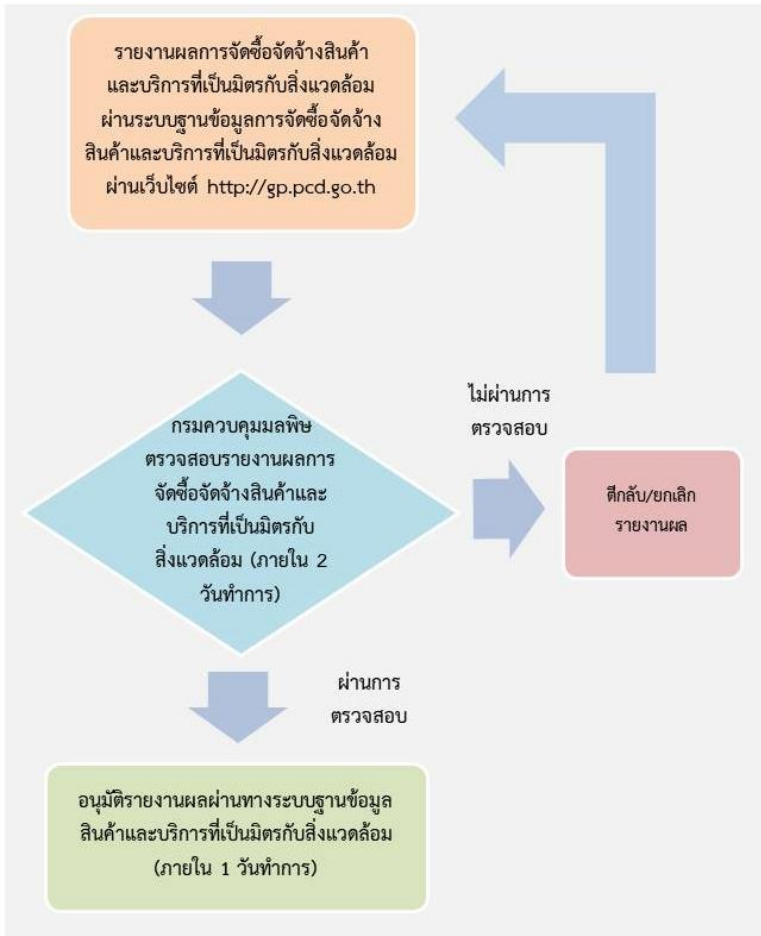 รายงานผลการจัดซื้อจัดจ้างสินค้า
และบริการที่เป็นมิตรกับสิ่งแวดล้อม
ผ่านระบบฐานข้อมูลการจัดซื้อจัดจ้าง
สินค้าและบริการที่เป็นมิตรกับสิ่งแวดล้อม
ผ่านเว็บไซต์ http://gp.pcd.go.th
กรมควบคุมมลพิษ
ตรวจสอบรายงานผลการ
จัดซื้อจัดจ้างสินค้าและ
บริการที่เป็นมิตรกับ
สิ่งแวดล้อม (ภายใน 2
วันทำการ)
ไม่ผ่านการ
ตรวจสอบ
ตีกลับ/ยกเลิก
รายงานผล
ผ่านการ
ตรวจสอบ
อนุมัติรายงานผลผ่านทางระบบฐานข้อมูล
สินค้าและบริการที่เป็นมิตรกับสิ่งแวดล้อม
(ภายใน 1 วันทำการ)